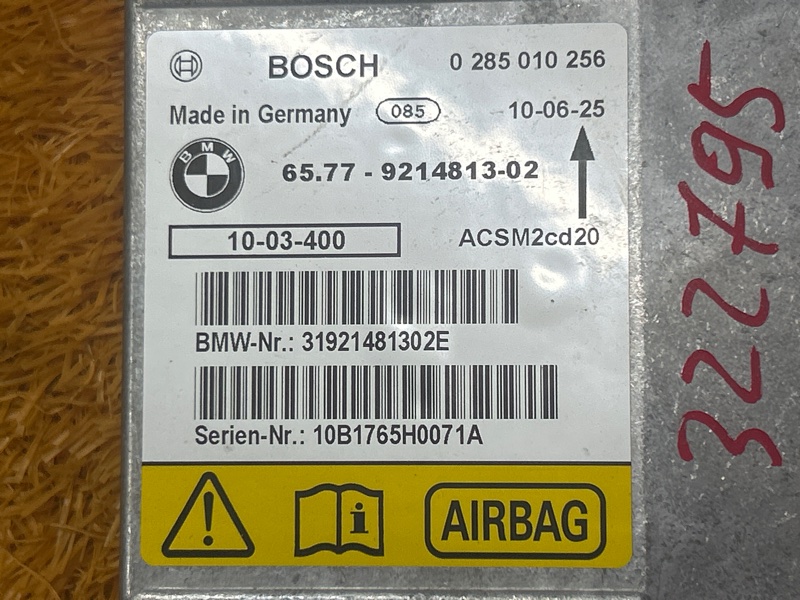 BOSCH 0 285 010 256
Made in Germany 085 10-06-25
BMW
65.77 - 9214813-02
10-03-400 ACSM2cd20
BMW-Nr.: 31921481302E
Serien-Nr.: 10B1765H0071A
i AIRBAG
322795